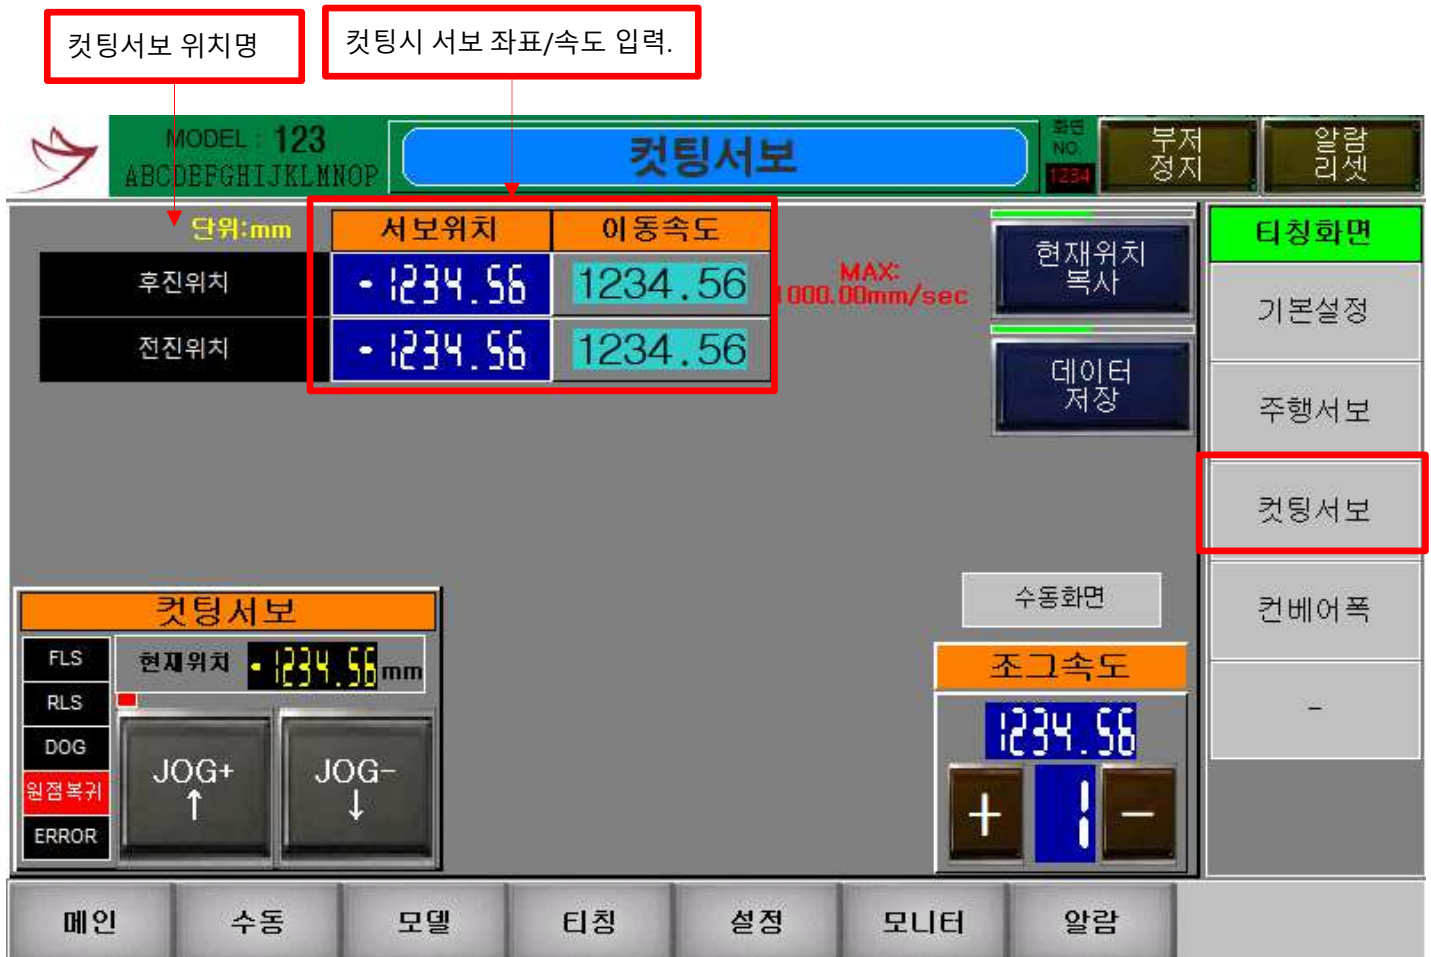 컷팅서보 위치명
컷팅시 서보 좌표/속도 입력.
MODEL : 123
ABCDEFGHIJKLMNOP
컷팅서보
화면
NO.
1234
부저
정지
알람
리셋
단위:mm
서보위치
이동속도
후진위치
-1234.56
1234.56
MAX:
1000.00mm/sec
전진위치
-1234.56
1234.56
현재위치
복사
데이터
저장
티칭화면
기본설정
주행서보
컷팅서보
컨베어폭
-
수동화면
컷팅서보
FLS
RLS
DOG
원점복귀
ERROR
현재위치 -1234.56 mm
JOG+
↑
JOG-
↓
조그속도
1234.56
+ 1 -
메인
수동
모델
티칭
설정
모니터
알람